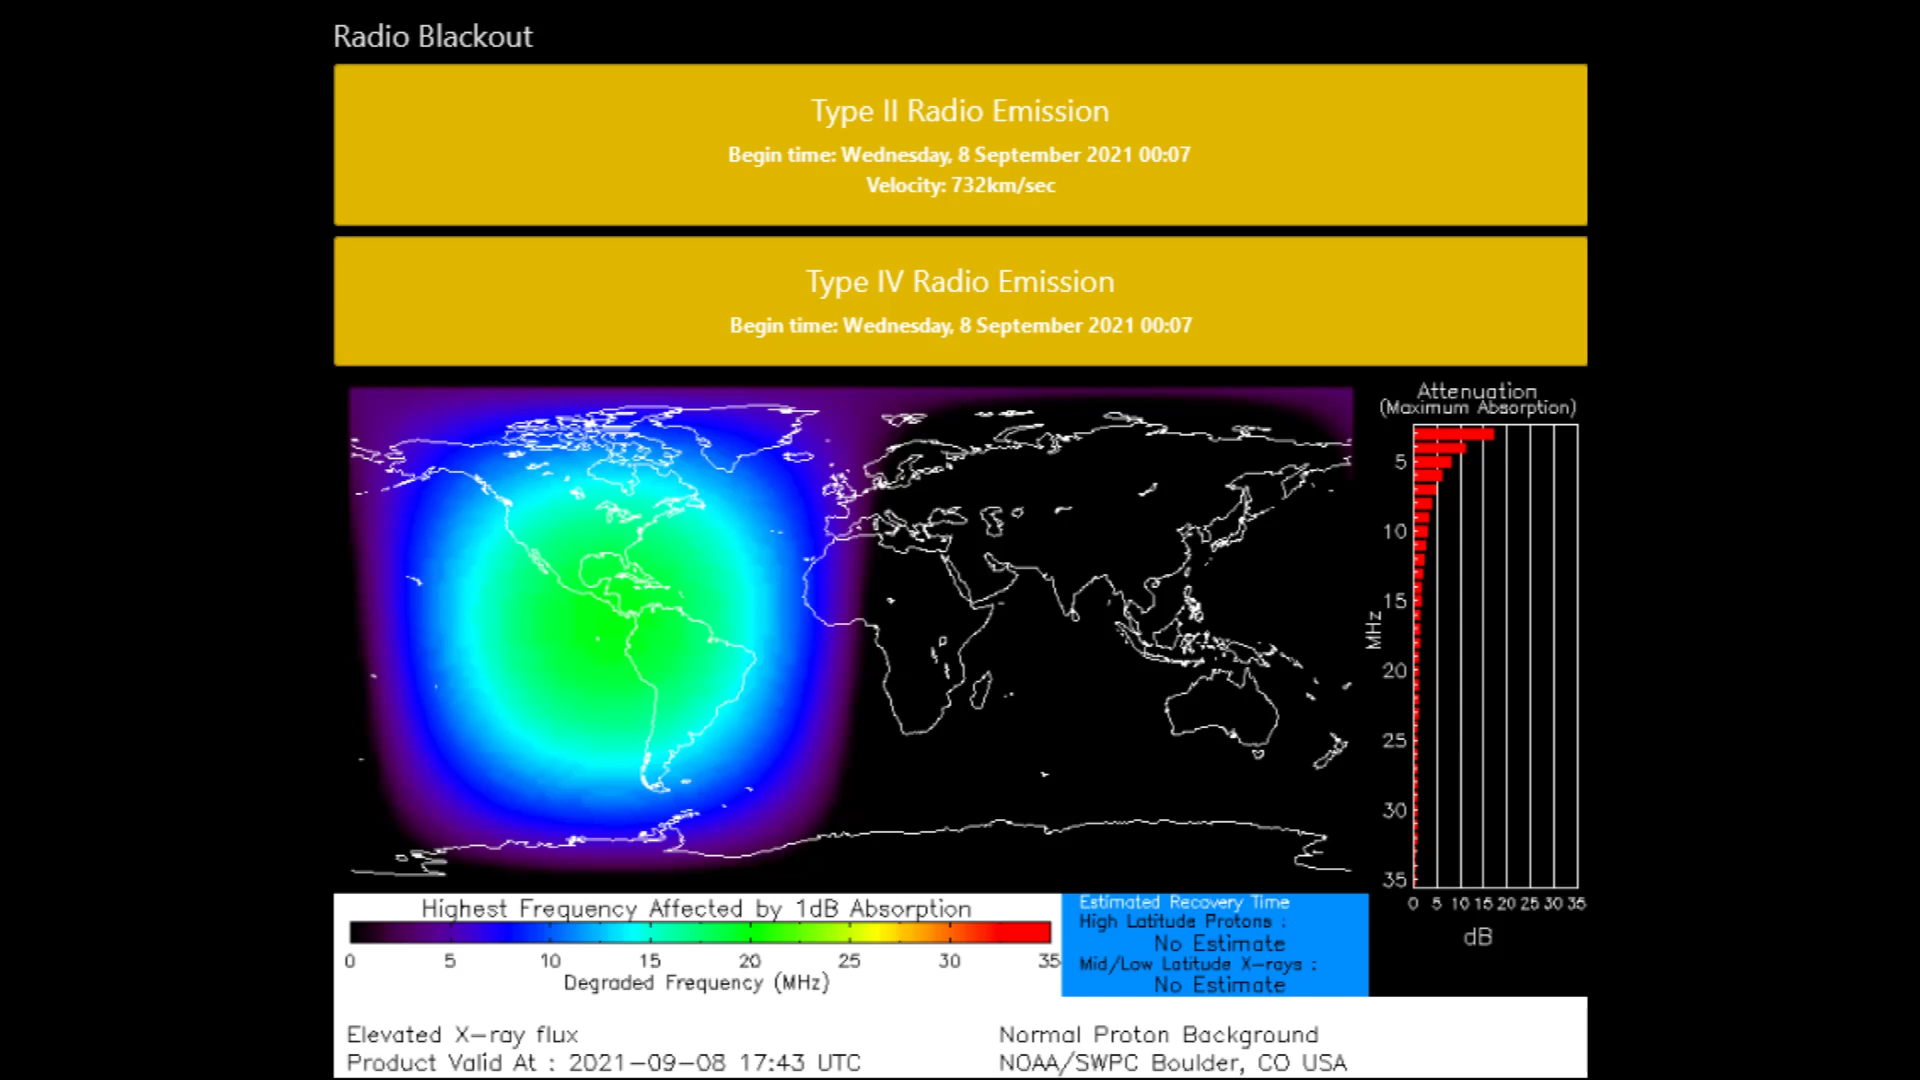 Radio Blackout
Type II Radio Emission
Begin time: Wednesday, 8 September 2021 00:07
Velocity: 732km/sec
Type IV Radio Emission
Begin time: Wednesday, 8 September 2021 00:07
Attenuation
(Maximum Absorption)
5
10
15
20
25
30
35
MHz
0 5 10 15 20 25 30 35
dB
Highest Frequency Affected by 1dB Absorption
0 5 10 15 20 25 30 35
Degraded Frequency (MHz)
Estimated Recovery Time
High Latitude Protons :
No Estimate
Mid/Low Latitude X-rays :
No Estimate
Elevated X-ray flux
Product Valid At : 2021-09-08 17:43 UTC
Normal Proton Background
NOAA/SWPC Boulder, CO USA